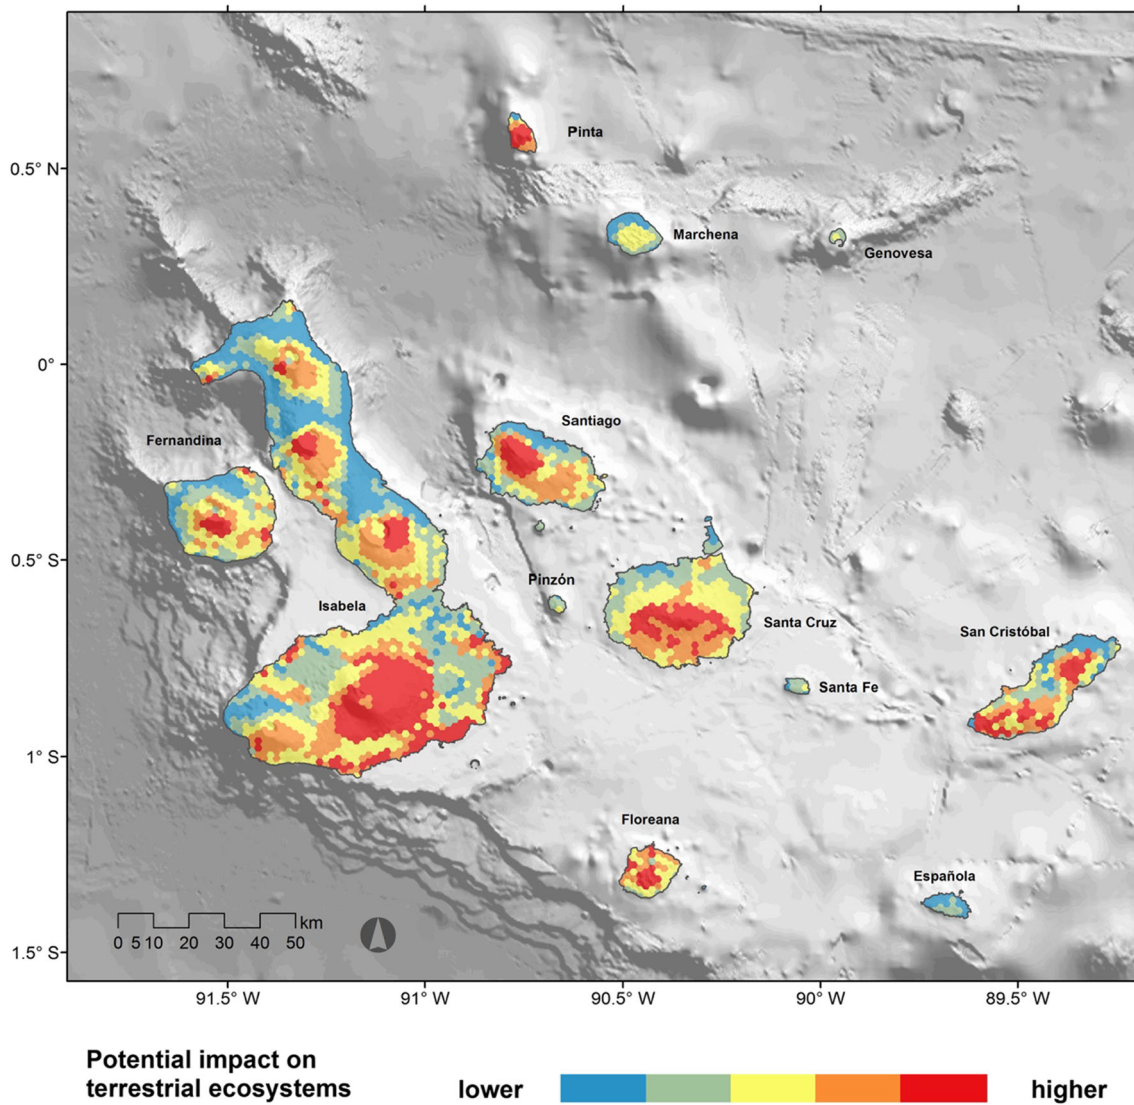 Pinta
0.5° N
Marchena
Genovesa
0°
Santiago
Fernandina
0.5° S
Pinzón
Isabela
Santa Cruz
San Cristóbal
Santa Fe
1° S
Floreana
Española
km
0 5 10 20 30 40 50
1.5° S
91.5° W 91° W 90.5° W 90° W 89.5° W
Potential impact on
terrestrial ecosystems
lower higher